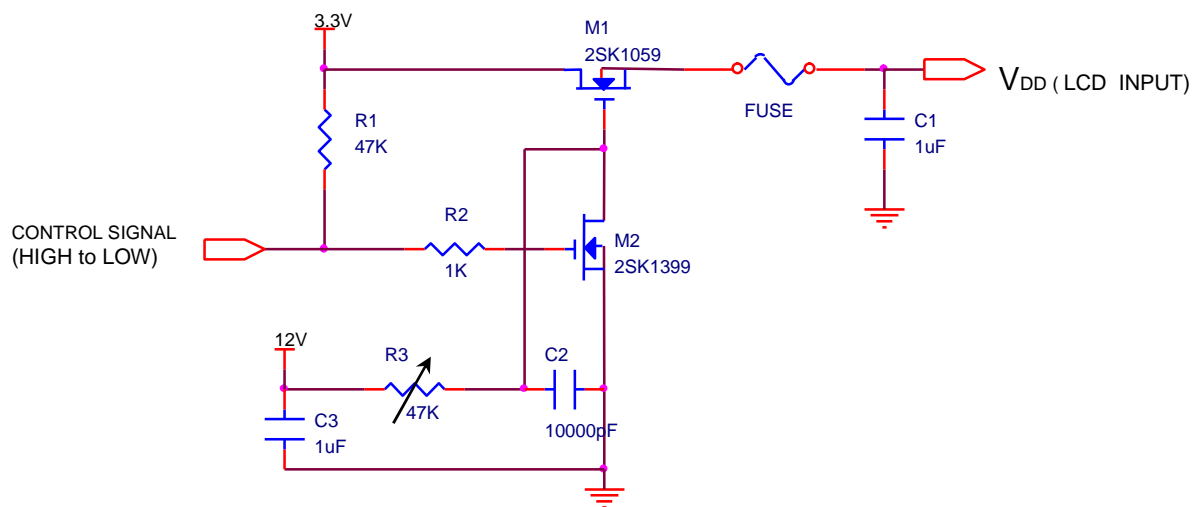 3.3V
M1
2SK1059
FUSE
VDD ( LCD INPUT)
R1
47K
C1
1uF
CONTROL SIGNAL
(HIGH to LOW)
R2
1K
M2
2SK1399
12V
R3
47K
C2
10000pF
C3
1uF